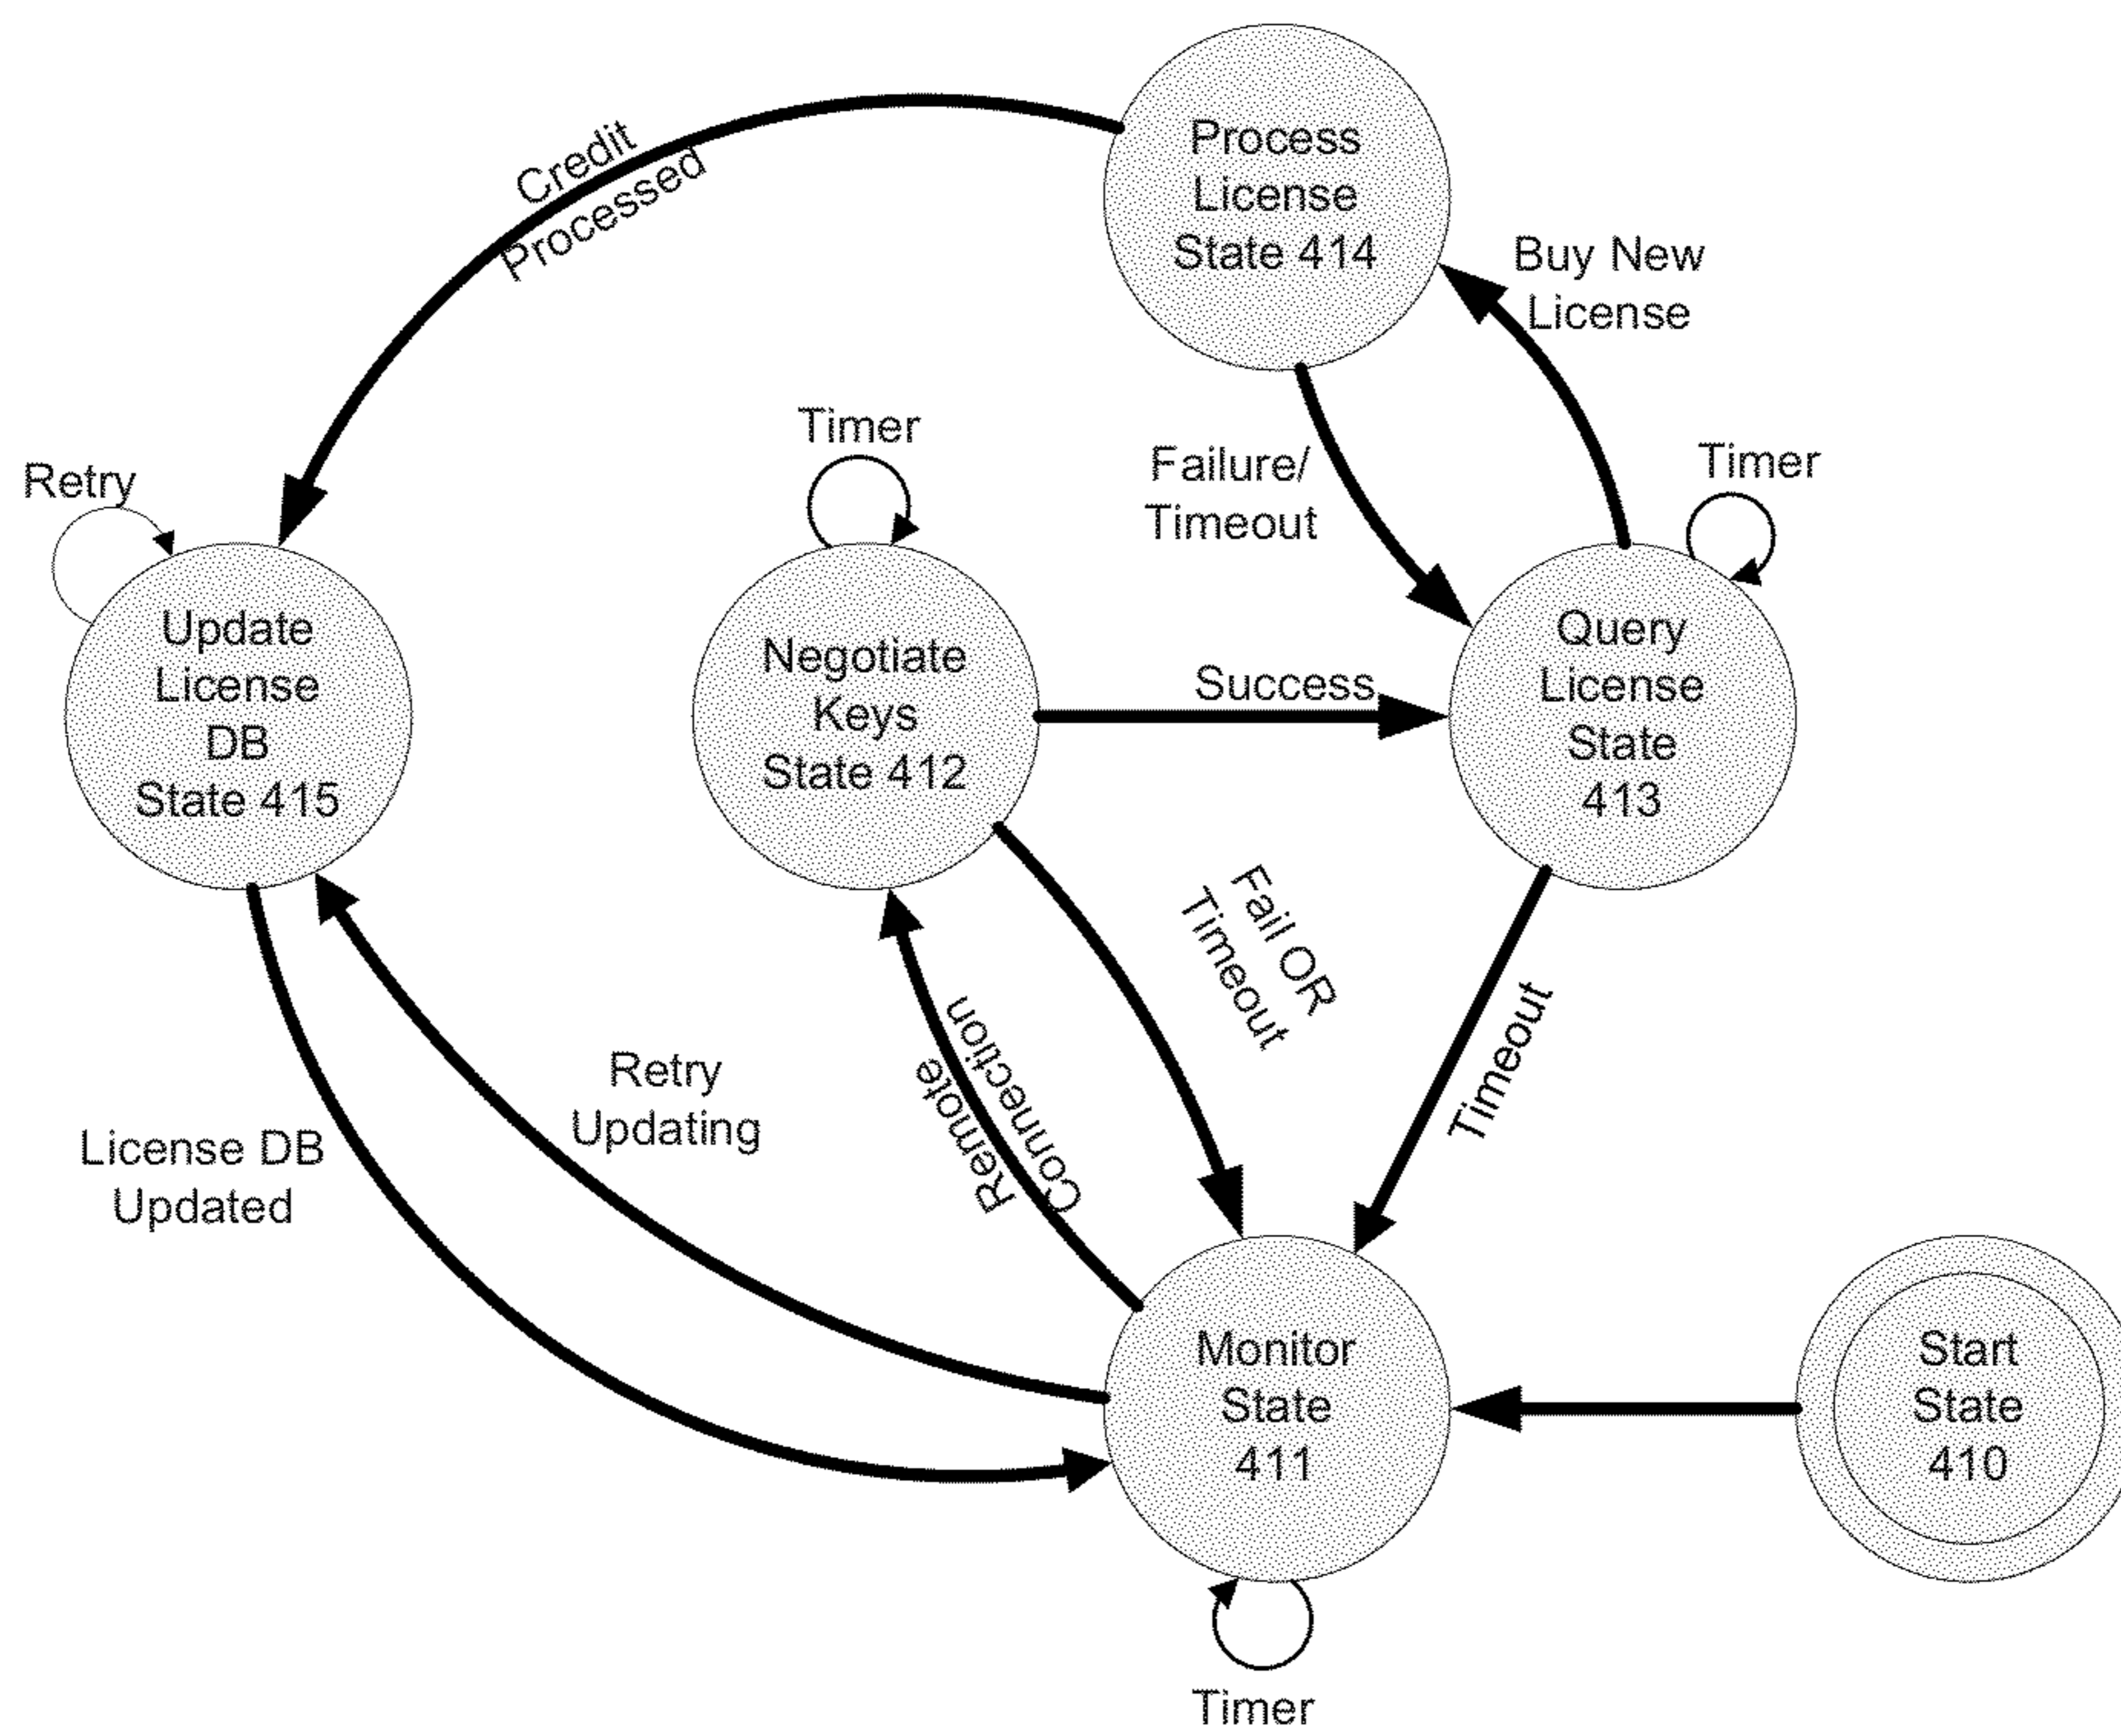 Process
License
State 414
Credit
Processed
Buy New
License
Timer
Failure/
Timeout
Timer
Retry
Update
License
DB
State 415
Negotiate
Keys
State 412
Success
Query
License
State
413
Fail OR
Timeout
Timeout
Remote
Connection
Retry
Updating
License DB
Updated
Monitor
State
411
Start
State
410
Timer